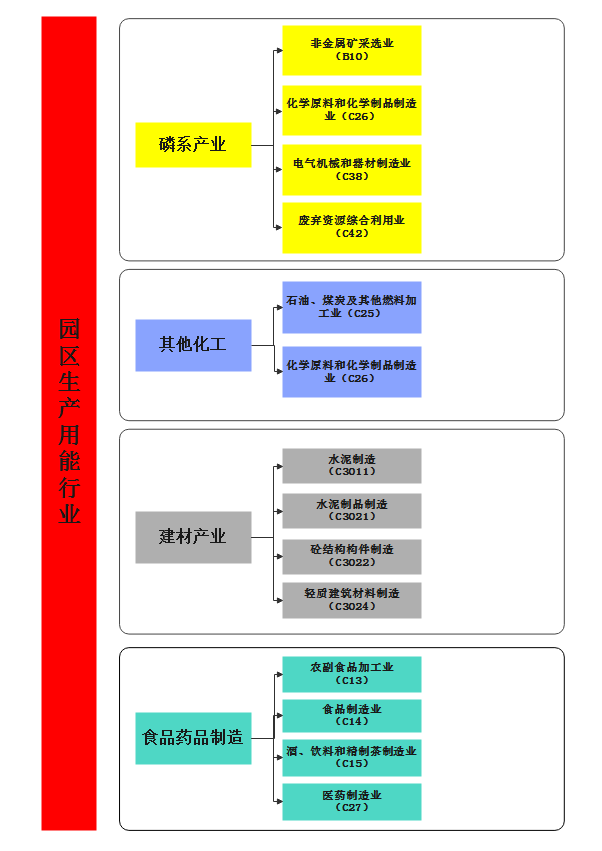 园区生产用能行业
磷系产业
非金属矿采选业
（B10）
化学原料和化学制品制造
业（C26）
电气机械和器材制造业
（C38）
废弃资源综合利用业
（C42）
其他化工
石油、煤炭及其他燃料加
工业（C25）
化学原料和化学制品制造
业（C26）
建材产业
水泥制造
（C3011）
水泥制品制造
（C3021）
砼结构构件制造
（C3022）
轻质建筑材料制造
（C3024）
食品药品制造
农副食品加工业
（C13）
食品制造业
（C14）
酒、饮料和精制茶制造业
（C15）
医药制造业
（C27）